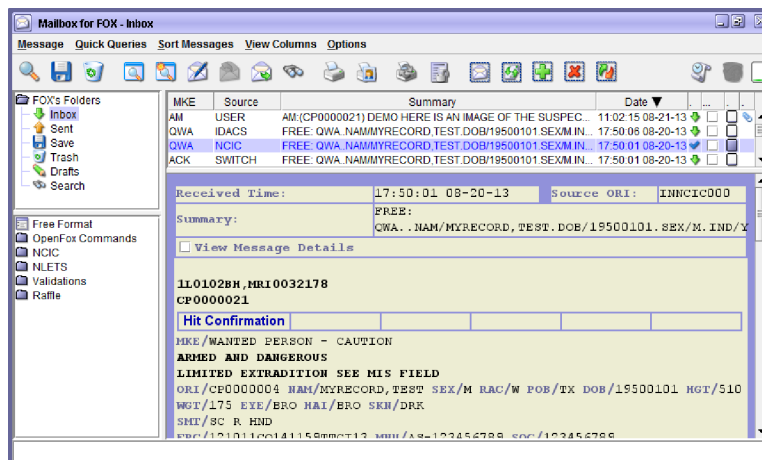 Mailbox for FOX - Inbox
Message Quick Queries Sort Messages View Columns Options
FOX's Folders
Inbox
Sent
Save
Trash
Drafts
Search
Free Format
OpenFox Commands
NCIC
NLETS
Validations
Raffle
MKE Source Summary Date ▼ . ... . .
AM USER AM:(CP0000021) DEMO HERE IS AN IMAGE OF THE SUSPEC... 11:02:15 08-21-13
QWA IDACS FREE: QWA..NAM/MYRECORD,TEST.DOB/19500101.SEX/M.IN... 17:50:06 08-20-13
QWA NCIC FREE: QWA..NAM/MYRECORD,TEST.DOB/19500101.SEX/M.IN... 17:50:01 08-20-13
ACK SWITCH FREE: QWA..NAM/MYRECORD,TEST.DOB/19500101.SEX/M.IN... 17:50:01 08-20-13
Received Time: 17:50:01 08-20-13 Source ORI: INNCIC000
Summary: FREE:
QWA..NAM/MYRECORD,TEST.DOB/19500101.SEX/M.IND/Y
View Message Details
1L0102BH,MRI0032178
CP0000021
Hit Confirmation
MKE/WANTED PERSON - CAUTION
ARMED AND DANGEROUS
LIMITED EXTRADITION SEE MIS FIELD
ORI/CP0000004 NAM/MYRECORD,TEST SEX/M RAC/W POB/TX DOB/19500101 HGT/510
WGT/175 EYE/BRO HAI/BRO SKN/DRK
SMT/SC R HND